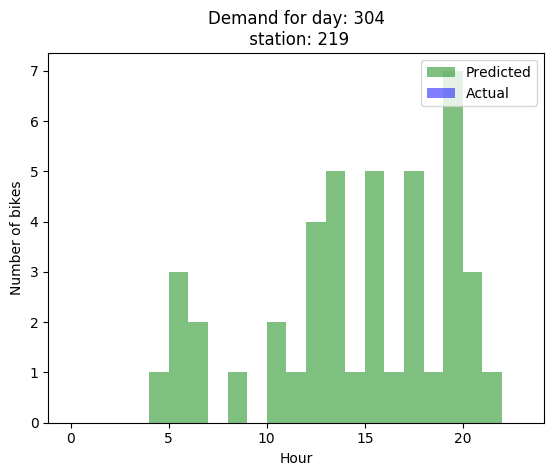 Demand for day: 304
station: 219
Predicted
Actual
Number of bikes
7
6
5
4
3
2
1
0
0 5 10 15 20
Hour